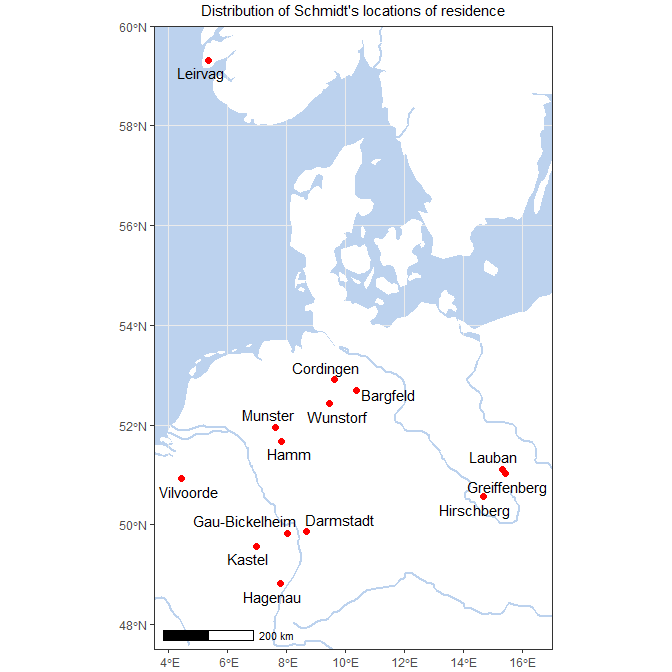 Distribution of Schmidt's locations of residence
60°N
Leirvag
58°N
56°N
54°N
Cordingen
Bargfeld
Munster
Wunstorf
52°N
Hamm
Lauban
Vilvoorde
Greiffenberg
Hirschberg
Gau-Bickelheim
Darmstadt
50°N
Kastel
Hagenau
48°N
200 km
4°E
6°E
8°E
10°E
12°E
14°E
16°E